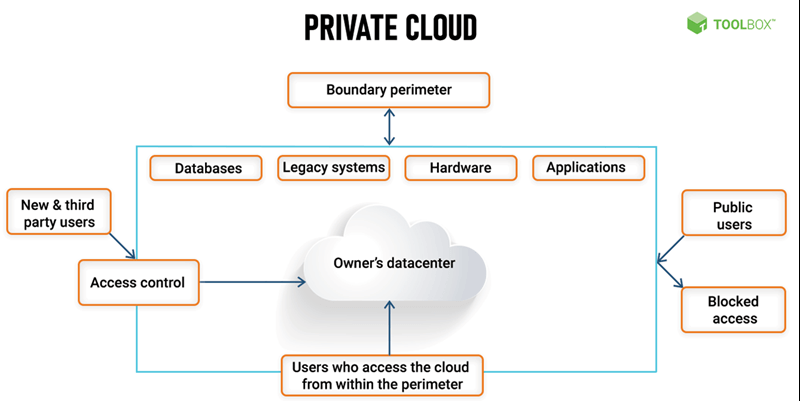 PRIVATE CLOUD
TOOLBOX™
Boundary perimeter
Databases
Legacy systems
Hardware
Applications
New & third
party users
Public
users
Owner's datacenter
Access control
Blocked
access
Users who access the cloud
from within the perimeter